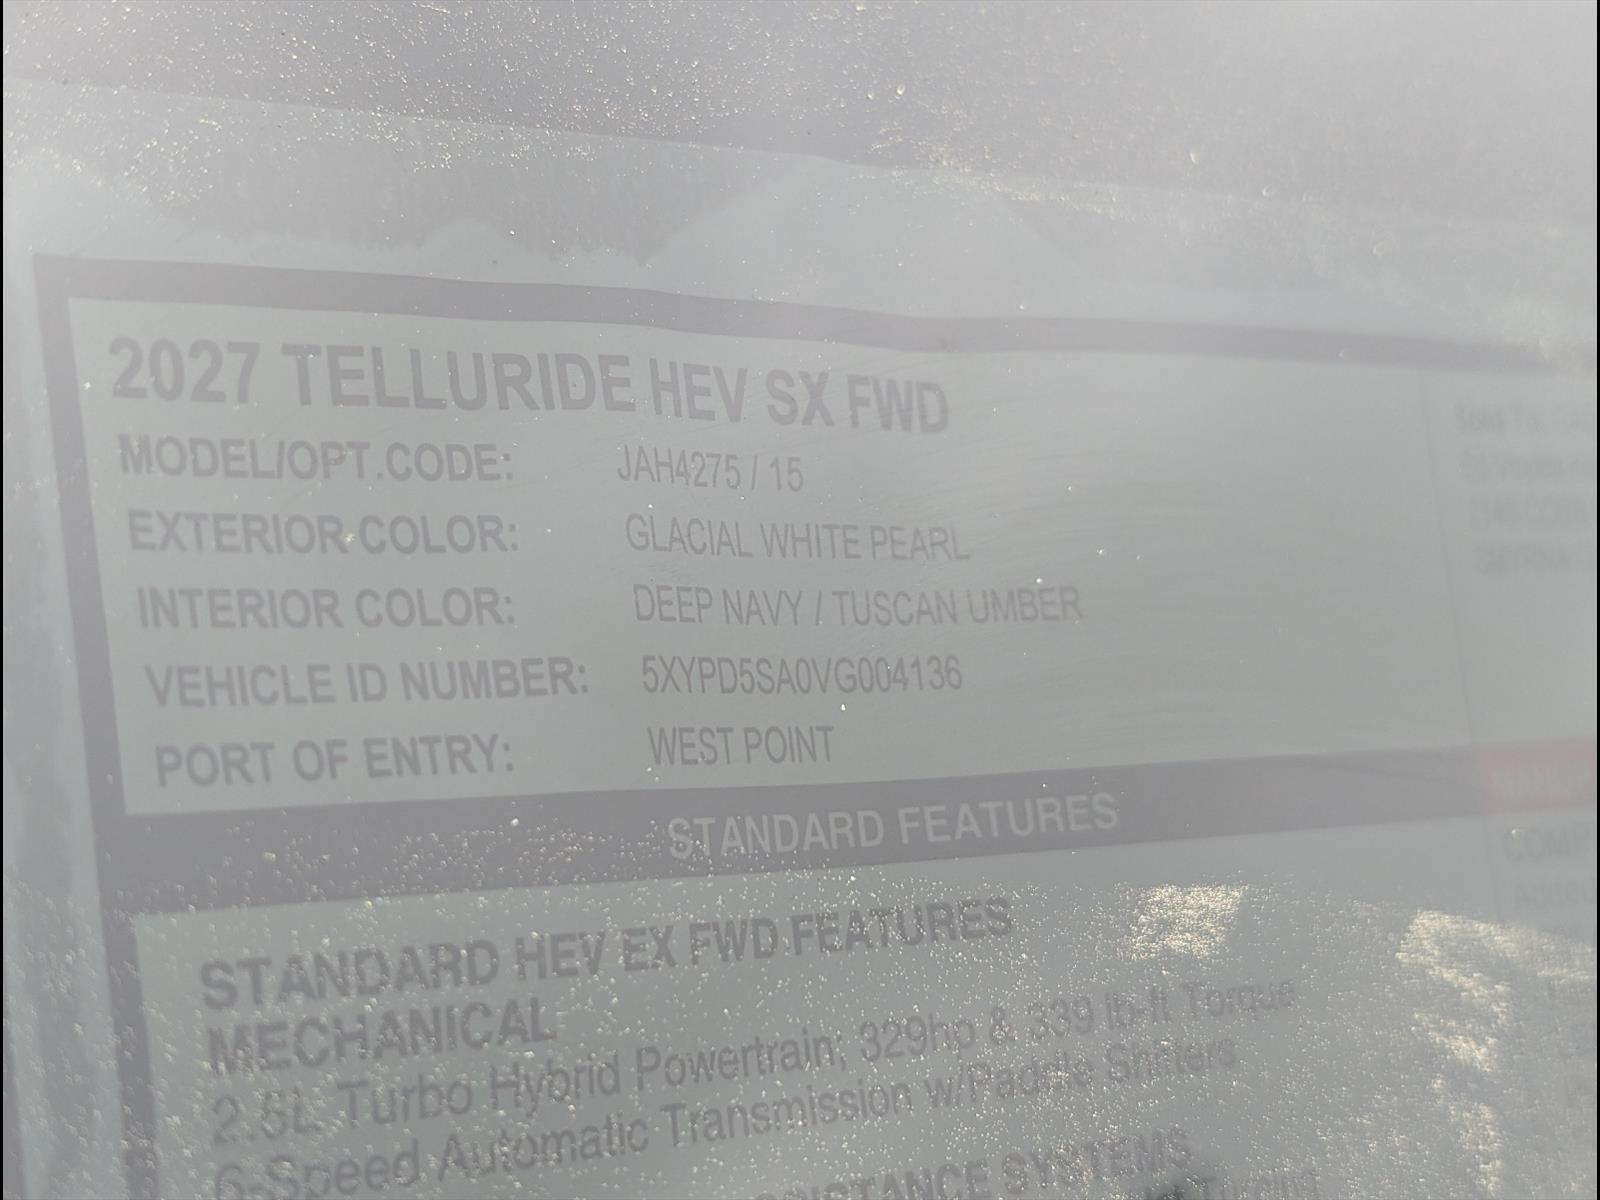 2027 TELLURIDE HEV SX FWD
MODEL/OPT.CODE: JAH4275 / 15
EXTERIOR COLOR: GLACIAL WHITE PEARL
INTERIOR COLOR: DEEP NAVY / TUSCAN UMBER
VEHICLE ID NUMBER: 5XYPD5SA0VG004136
PORT OF ENTRY: WEST POINT
STANDARD FEATURES
STANDARD HEV EX FWD FEATURES
MECHANICAL
2.5L Turbo Hybrid Powertrain; 329hp & 339 lb-ft Torque
6-Speed Automatic Transmission w/Paddle Shifters
SYSTEMS
Added